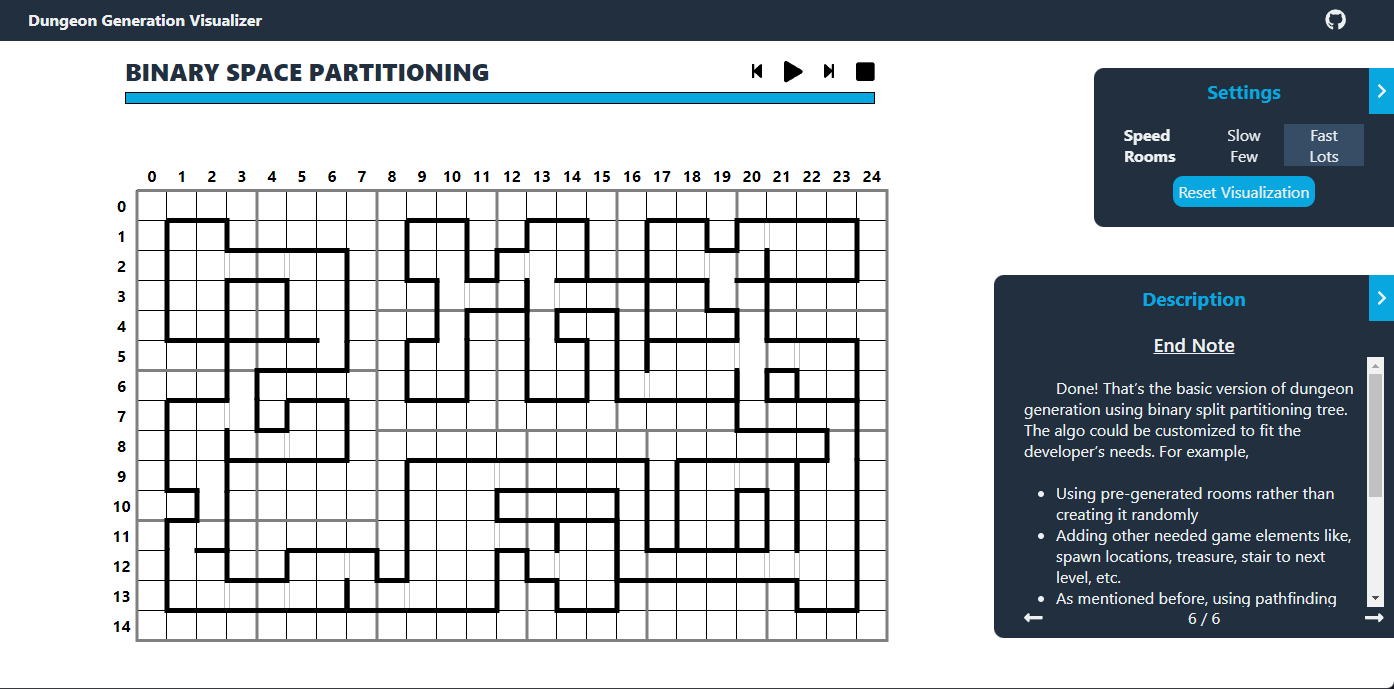 Dungeon Generation Visualizer
BINARY SPACE PARTITIONING
0 1 2 3 4 5 6 7 8 9 10 11 12 13 14 15 16 17 18 19 20 21 22 23 24
0
1
2
3
4
5
6
7
8
9
10
11
12
13
14
Settings
Speed Slow Fast
Rooms Few Lots
Reset Visualization
Description
End Note
Done! That’s the basic version of dungeon
generation using binary split partitioning tree.
The algo could be customized to fit the
developer’s needs. For example,
• Using pre-generated rooms rather than
creating it randomly
• Adding other needed game elements like,
spawn locations, treasure, stair to next
level, etc.
• As mentioned before, using pathfinding
6 / 6